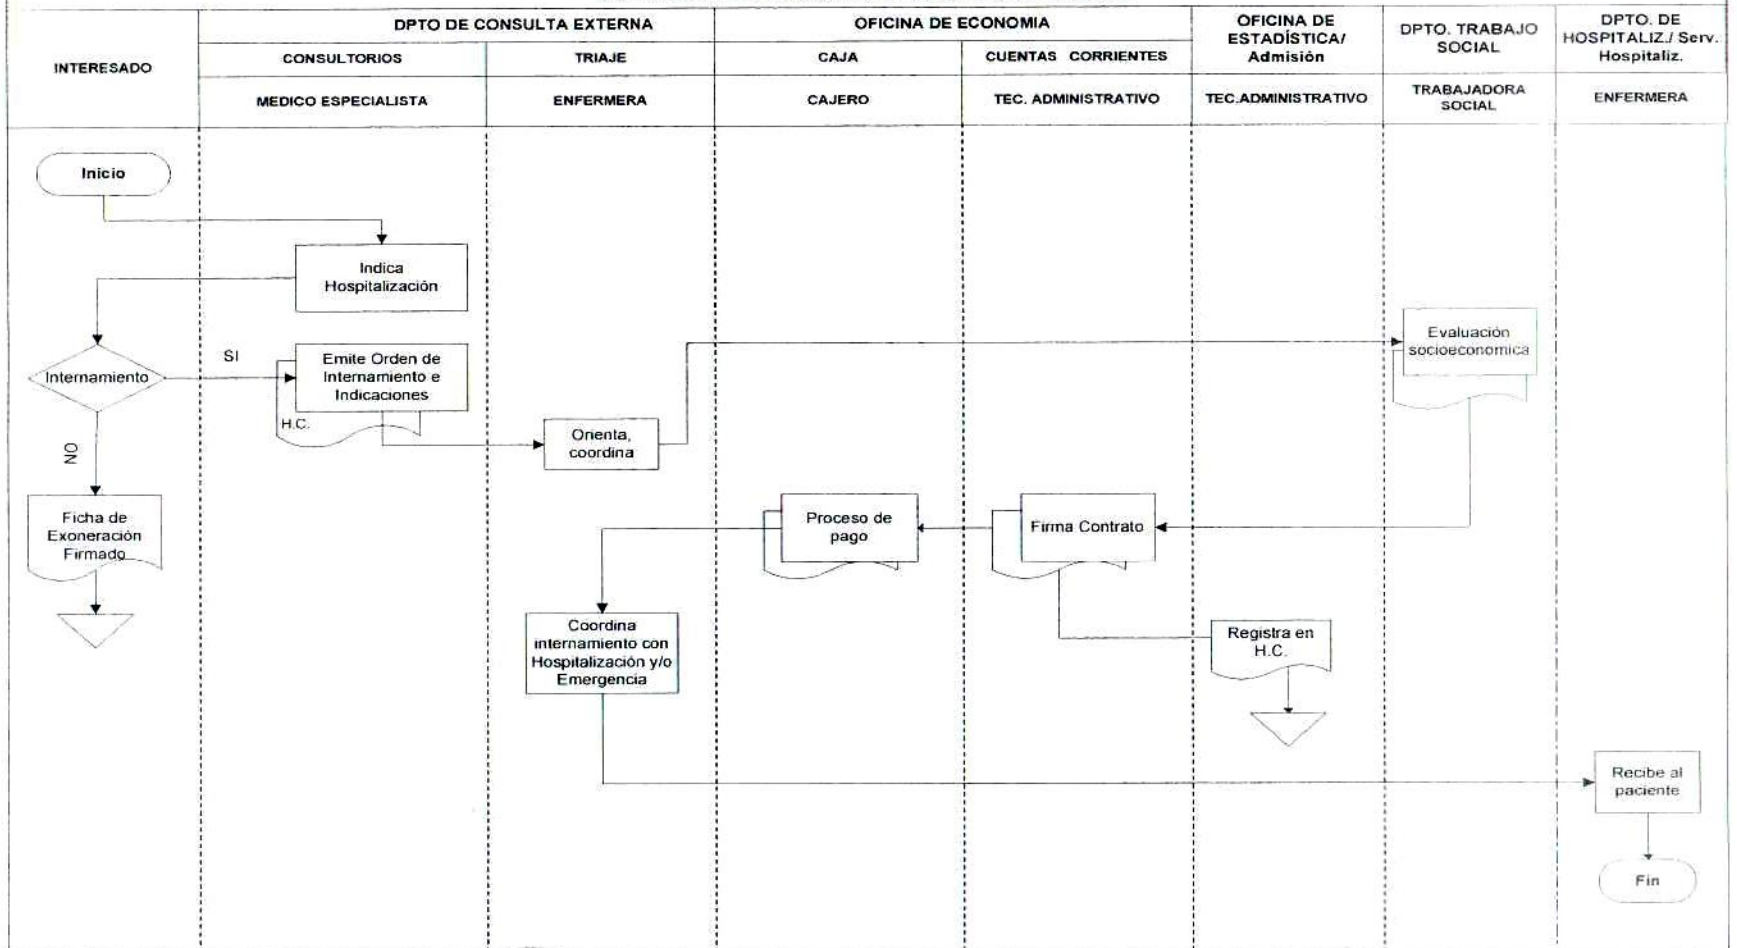 INTERESADO
DPTO DE CONSULTA EXTERNA
CONSULTORIOS
TRIAJE
MEDICO ESPECIALISTA
ENFERMERA
OFICINA DE ECONOMIA
CAJA
CUENTAS CORRIENTES
CAJERO
TEC. ADMINISTRATIVO
OFICINA DE
ESTADÍSTICA/
Admisión
TEC.ADMINISTRATIVO
DPTO. TRABAJO
SOCIAL
TRABAJADORA
SOCIAL
DPTO. DE
HOSPITALIZ./ Serv.
Hospitaliz.
ENFERMERA
Inicio
Indica
Hospitalización
Internamiento
SI
Emite Orden de
Internamiento e
Indicaciones
H.C.
Orienta,
coordina
Evaluación
socioeconomica
NO
Ficha de
Exoneración
Firmado
Proceso de
pago
Firma Contrato
Coordina
internamiento con
Hospitalización y/o
Emergencia
Registra en
H.C.
Recibe al
paciente
Fin